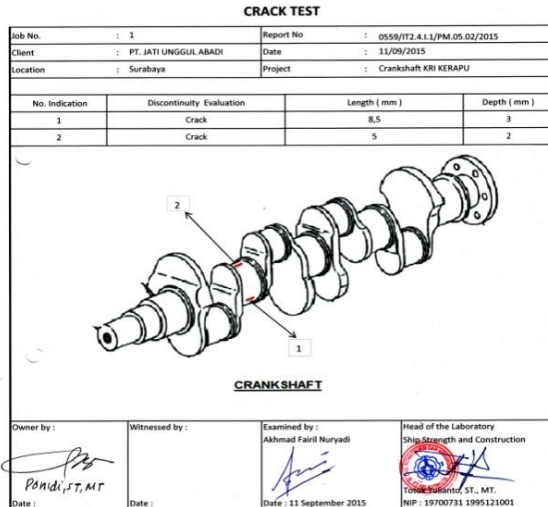 CRACK TEST
Job No. : 1 Report No : 0559/IT2.4.I.1/PM.05.02/2015
Client : PT. JATI UNGGUL ABADI Date : 11/09/2015
Location : Surabaya Project : Crankshaft KRI KERAPU
No. Indication Discontinuity Evaluation Length ( mm ) Depth ( mm )
1 Crack 8,5 3
2 Crack 5 2
2
1
CRANKSHAFT
Owner by : Witnessed by : Examined by : Head of the Laboratory
Akhmad Fairil Nuryadi Ship Strength and Construction
Ponidi, ST, MT
Totok Yulianto, ST., MT.
Date : Date : Date : 11 September 2015 NIP : 19700731 1995121001